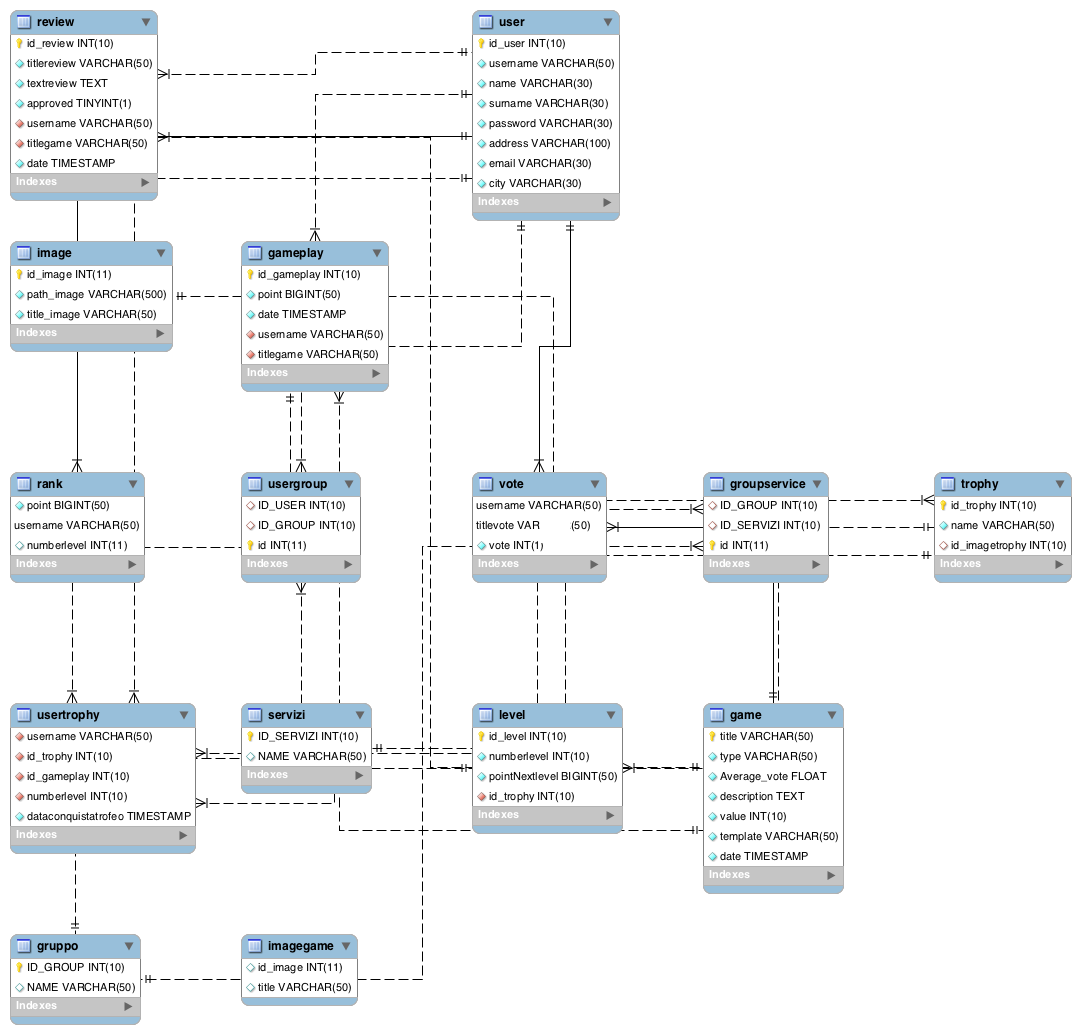 review
id_review INT(10)
titlereview VARCHAR(50)
textreview TEXT
approved TINYINT(1)
username VARCHAR(50)
titlegame VARCHAR(50)
date TIMESTAMP
Indexes
user
id_user INT(10)
username VARCHAR(50)
name VARCHAR(30)
surname VARCHAR(30)
password VARCHAR(30)
address VARCHAR(100)
email VARCHAR(30)
city VARCHAR(30)
Indexes
image
id_image INT(11)
path_image VARCHAR(500)
title_image VARCHAR(50)
Indexes
gameplay
id_gameplay INT(10)
point BIGINT(50)
date TIMESTAMP
username VARCHAR(50)
titlegame VARCHAR(50)
Indexes
rank
point BIGINT(50)
username VARCHAR(50)
numberlevel INT(11)
Indexes
usergroup
ID_USER INT(10)
ID_GROUP INT(10)
id INT(11)
Indexes
vote
username VARCHAR(50)
titlevote VAR (50)
vote INT(1)
Indexes
groupservice
ID_GROUP INT(10)
ID_SERVIZI INT(10)
id INT(11)
Indexes
trophy
id_trophy INT(10)
name VARCHAR(50)
id_imagetrophy INT(10)
Indexes
usertrophy
username VARCHAR(50)
id_trophy INT(10)
id_gameplay INT(10)
numberlevel INT(10)
dataconquistatrofeo TIMESTAMP
Indexes
servizi
ID_SERVIZI INT(10)
NAME VARCHAR(50)
Indexes
level
id_level INT(10)
numberlevel INT(10)
pointNextlevel BIGINT(50)
id_trophy INT(10)
Indexes
game
title VARCHAR(50)
type VARCHAR(50)
Average_vote FLOAT
description TEXT
value INT(10)
template VARCHAR(50)
date TIMESTAMP
Indexes
gruppo
ID_GROUP INT(10)
NAME VARCHAR(50)
Indexes
imagegame
id_image INT(11)
title VARCHAR(50)
Indexes